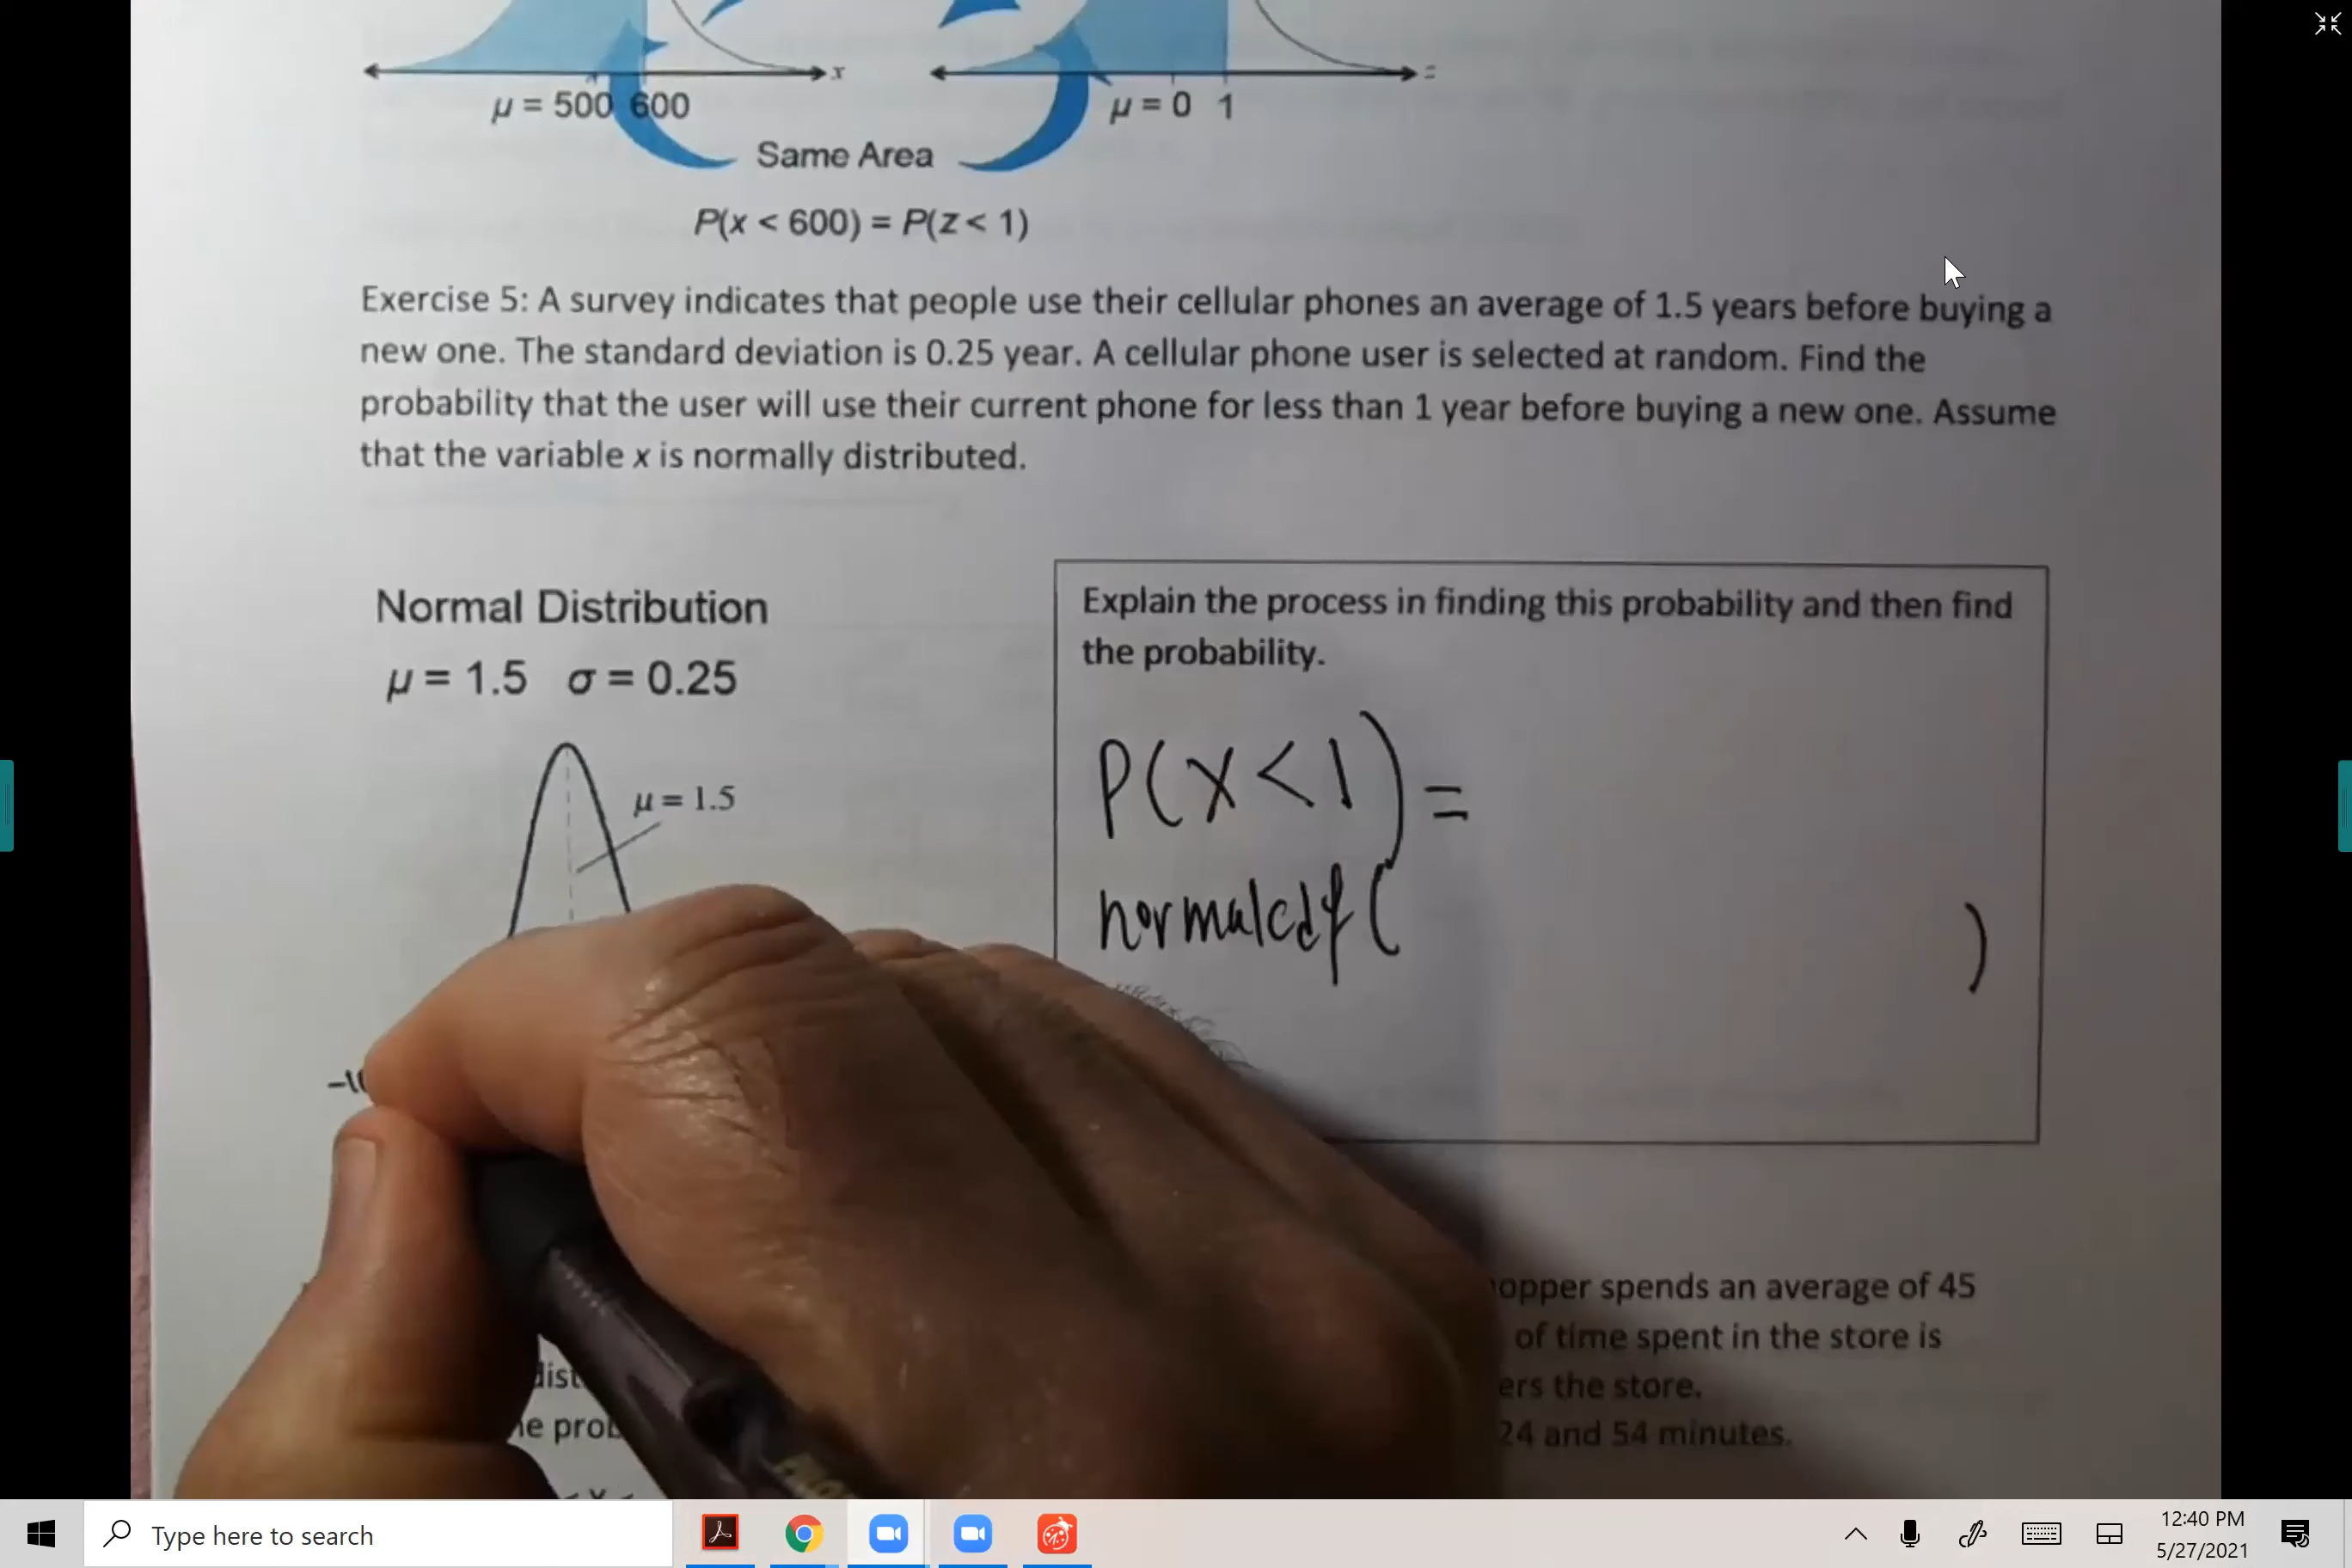 x z
μ = 500 600 μ = 0 1
Same Area
P(x < 600) = P(z < 1)
Exercise 5: A survey indicates that people use their cellular phones an average of 1.5 years before buying a
new one. The standard deviation is 0.25 year. A cellular phone user is selected at random. Find the
probability that the user will use their current phone for less than 1 year before buying a new one. Assume
that the variable x is normally distributed.
Normal Distribution
μ = 1.5 σ = 0.25
μ = 1.5
Explain the process in finding this probability and then find
the probability.
P(x<1) =
normalcdf( )
opper spends an average of 45
of time spent in the store is
ers the store.
24 and 54 minutes.
Type here to search
12:40 PM
5/27/2021